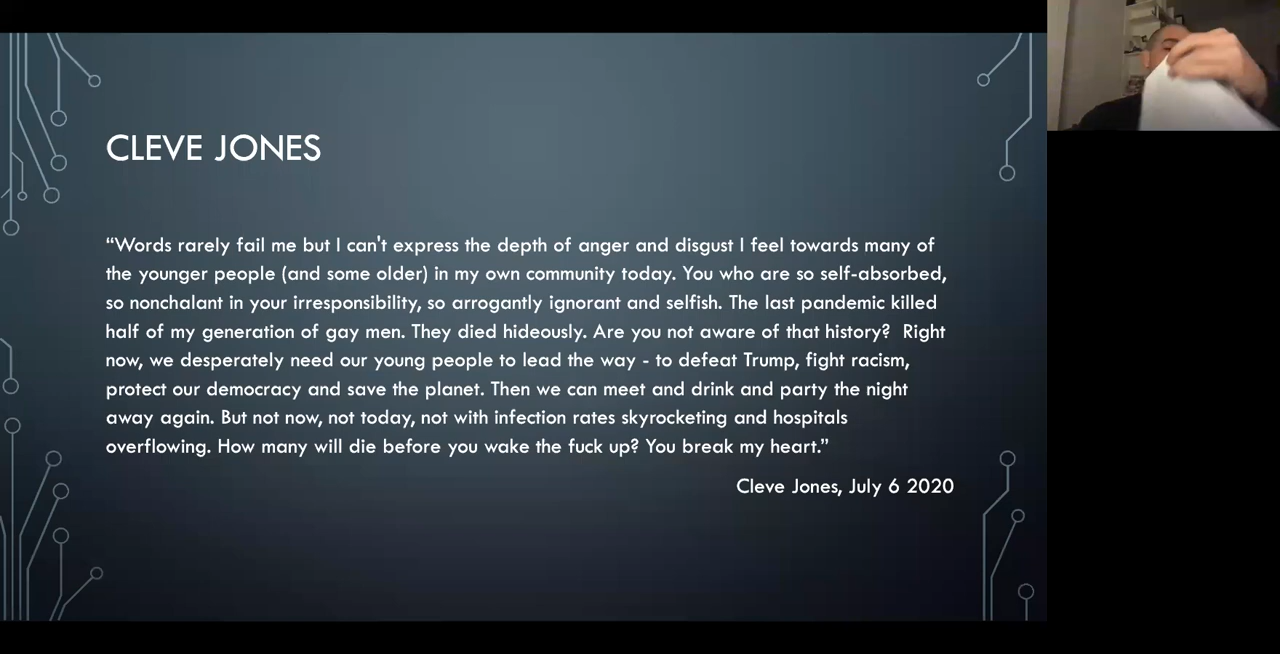 CLEVE JONES
“Words rarely fail me but I can't express the depth of anger and disgust I feel towards many of
the younger people (and some older) in my own community today. You who are so self-absorbed,
so nonchalant in your irresponsibility, so arrogantly ignorant and selfish. The last pandemic killed
half of my generation of gay men. They died hideously. Are you not aware of that history?  Right
now, we desperately need our young people to lead the way - to defeat Trump, fight racism,
protect our democracy and save the planet. Then we can meet and drink and party the night
away again. But not now, not today, not with infection rates skyrocketing and hospitals
overflowing. How many will die before you wake the fuck up? You break my heart.”
Cleve Jones, July 6 2020